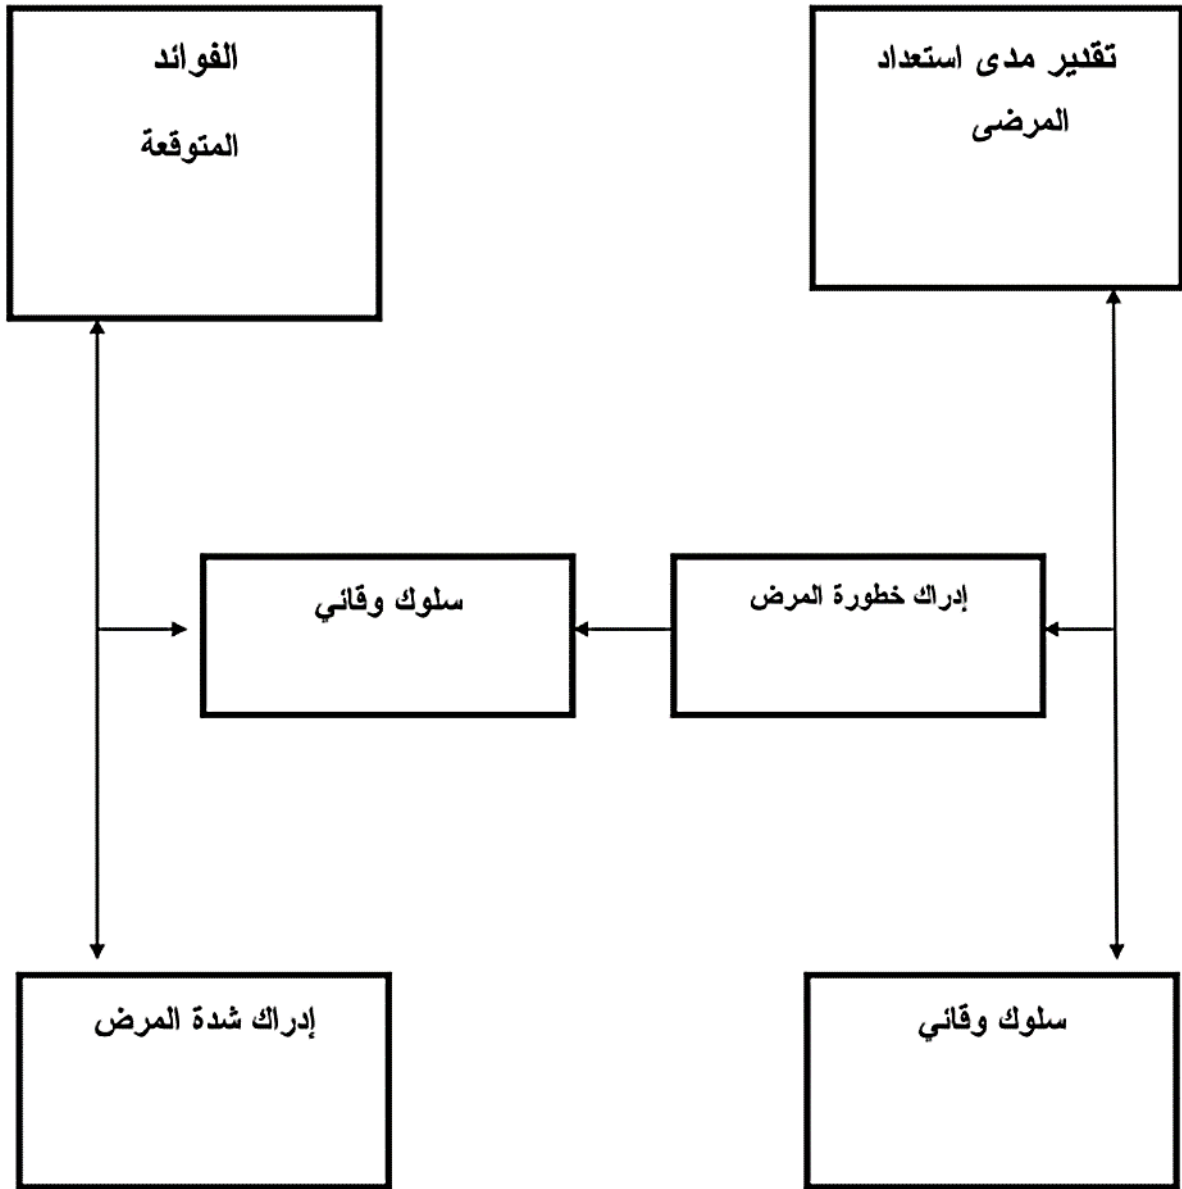 تقدير مدى استعداد
المرضى
الفوائد
المتوقعة
إدراك خطورة المرض
سلوك وقائي
سلوك وقائي
إدراك شدة المرض